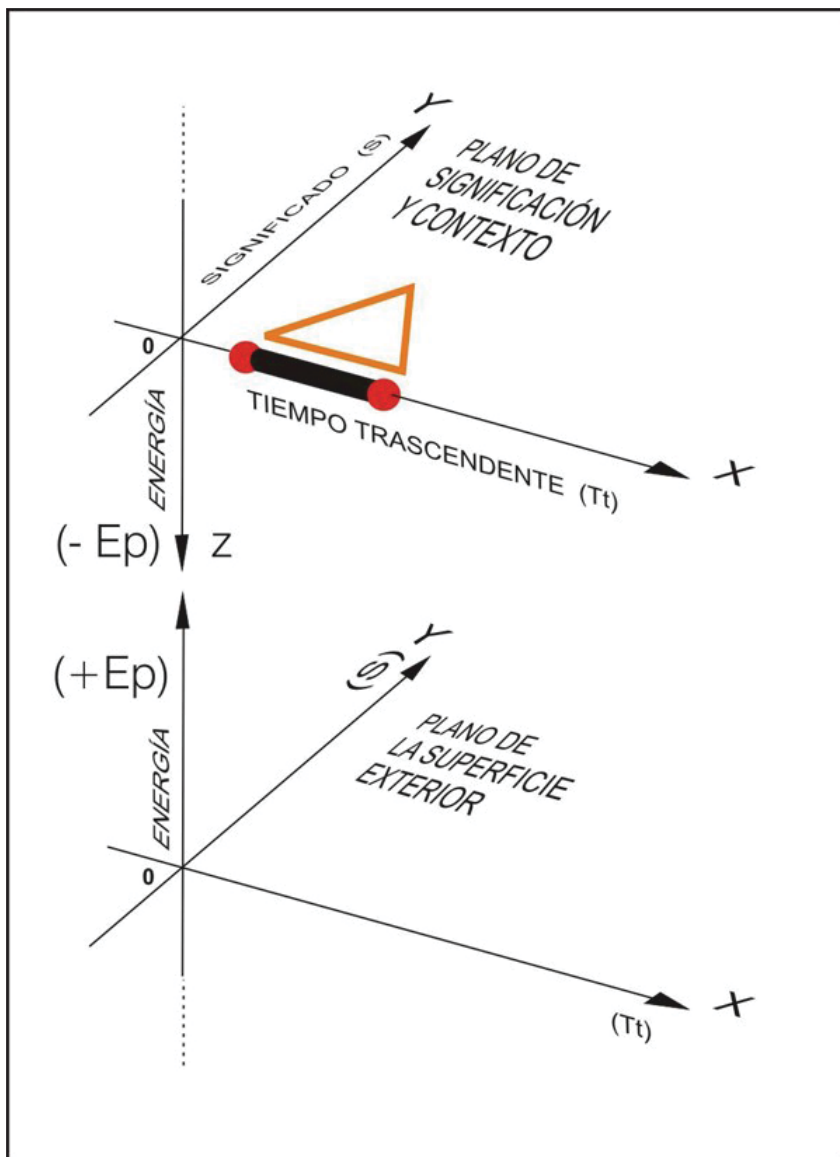 Y
SIGNIFICADO (S)
PLANO DE
SIGNIFICACIÓN
Y CONTEXTO
0
ENERGÍA
TIEMPO TRASCENDENTE (Tt)
X
(- Ep)
Z
(+Ep)
Y
(S)
PLANO DE
LA SUPERFICIE
EXTERIOR
ENERGÍA
0
X
(Tt)